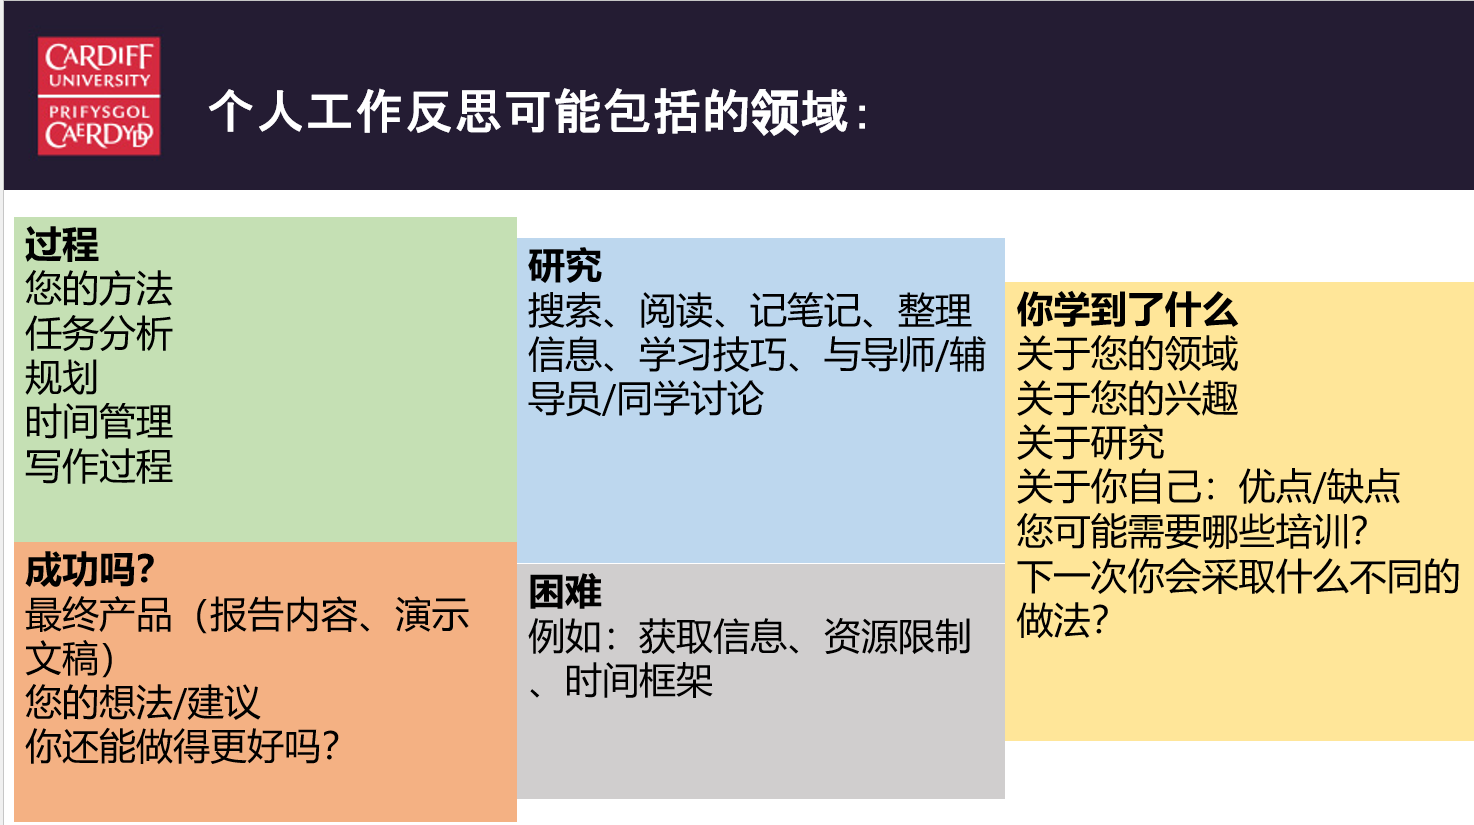 CARDIFF
UNIVERSITY
PRIFYSGOL
CAERDYDD
个人工作反思可能包括的领域：
过程
您的方法
任务分析
规划
时间管理
写作过程
研究
搜索、阅读、记笔记、整理
信息、学习技巧、与导师/辅
导员/同学讨论
你学到了什么
关于您的领域
关于您的兴趣
关于研究
关于你自己：优点/缺点
您可能需要哪些培训？
下一次你会采取什么不同的
做法？
成功吗？
最终产品（报告内容、演示
文稿）
您的想法/建议
你还能做得更好吗？
困难
例如：获取信息、资源限制
、时间框架